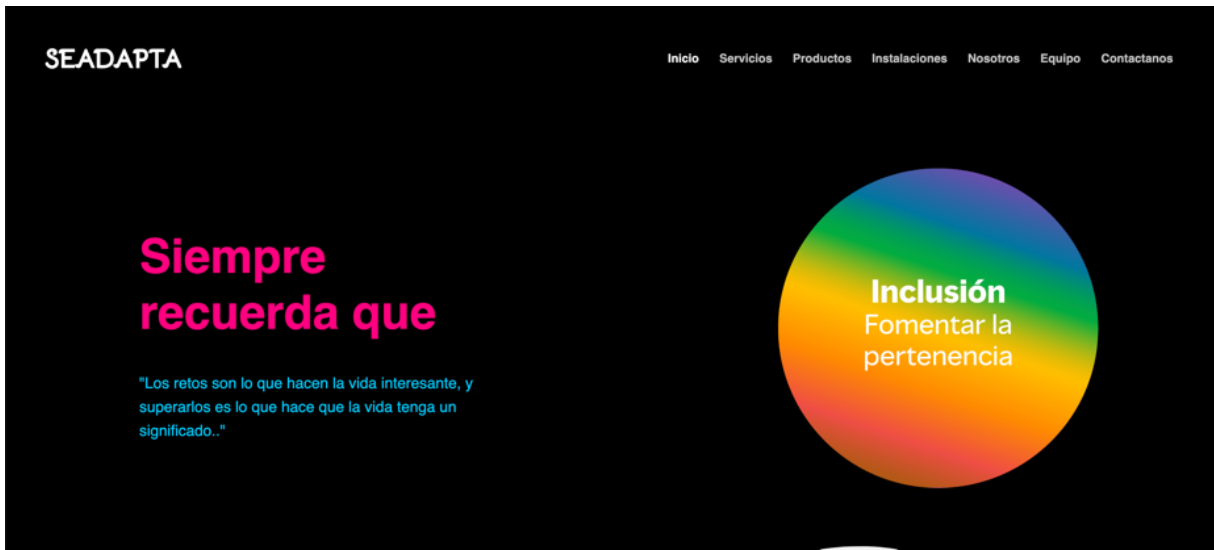 SEADAPTA
Inicio Servicios Productos Instalaciones Nosotros Equipo Contactanos
Siempre
recuerda que
"Los retos son lo que hacen la vida interesante, y
superarlos es lo que hace que la vida tenga un
significado.."
Inclusión
Fomentar la
pertenencia